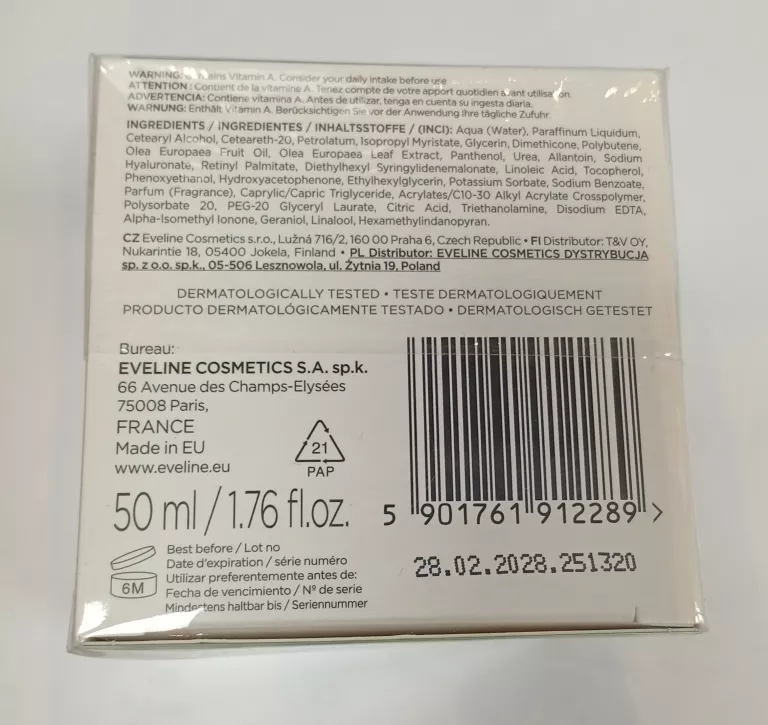 WARNING: Contains Vitamin A. Consider your daily intake before use
ATTENTION: Contient de la vitamine A. Tenez compte de votre apport quotidien avant utilisation.
ADVERTENCIA: Contiene vitamina A. Antes de utilizar, tenga en cuenta su ingesta diaria.
WARNUNG: Enthält Vitamin A. Berücksichtigen Sie vor der Anwendung Ihre tägliche Zufuhr.
INGREDIENTS / INGREDIENTES / INHALTSSTOFFE / (INCI): Aqua (Water), Paraffinum Liquidum,
Cetearyl Alcohol, Ceteareth-20, Petrolatum, Isopropyl Myristate, Glycerin, Dimethicone, Polybutene,
Olea Europaea Fruit Oil, Olea Europaea Leaf Extract, Panthenol, Urea, Allantoin, Sodium
Hyaluronate, Retinyl Palmitate, Diethylhexyl Syringylidenemalonate, Linoleic Acid, Tocopherol,
Phenoxyethanol, Hydroxyacetophenone, Ethylhexylglycerin, Potassium Sorbate, Sodium Benzoate,
Parfum (Fragrance), Caprylic/Capric Triglyceride, Acrylates/C10-30 Alkyl Acrylate Crosspolymer,
Polysorbate 20, PEG-20 Glyceryl Laurate, Citric Acid, Triethanolamine, Disodium EDTA,
Alpha-Isomethyl Ionone, Geraniol, Linalool, Hexamethylindanopyran.
CZ Eveline Cosmetics s.r.o., Lužná 716/2, 160 00 Praha 6, Czech Republic • FI Distributor: T&V OY,
Nukarintie 18, 05400 Jokela, Finland • PL Distributor: EVELINE COSMETICS DYSTRYBUCJA
sp. z o.o. sp.k., 05-506 Lesznowola, ul. Żytnia 19, Poland
DERMATOLOGICALLY TESTED • TESTE DERMATOLOGIQUEMENT
PRODUCTO DERMATOLÓGICAMENTE TESTADO • DERMATOLOGISCH GETESTET
Bureau:
EVELINE COSMETICS S.A. sp.k.
66 Avenue des Champs-Elysées
75008 Paris,
FRANCE
Made in EU
www.eveline.eu
21
PAP
50 ml / 1.76 fl.oz.
5 901761 912289 >
6M
Best before / Lot no
Date d'expiration / série numéro
Utilizar preferentemente antes de:
Fecha de vencimiento / Nº de serie
Mindestens haltbar bis / Seriennummer
28.02.2028.251320